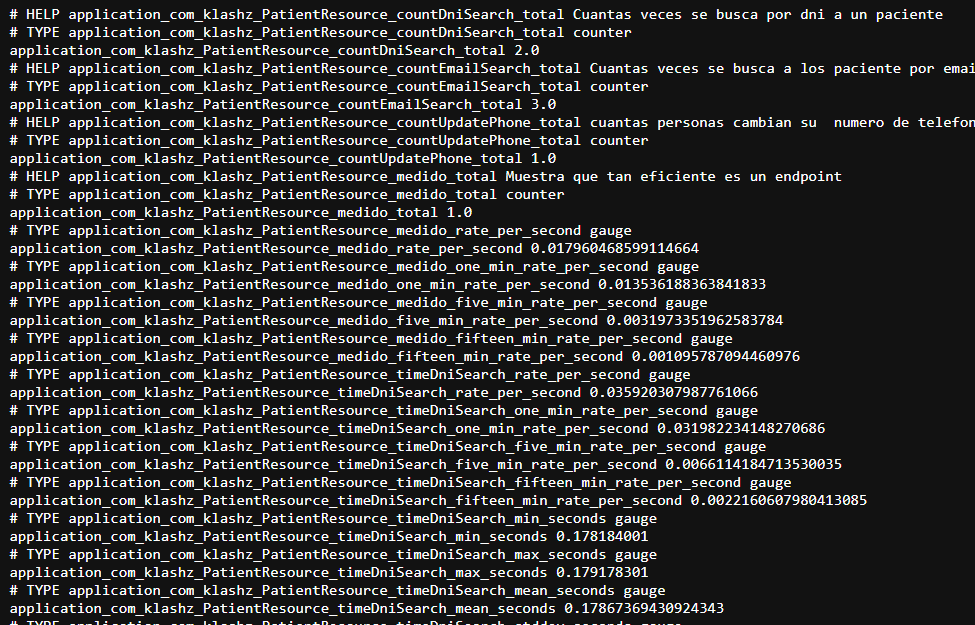 # HELP application_com_klashz_PatientResource_countDniSearch_total Cuantas veces se busca por dni a un paciente
# TYPE application_com_klashz_PatientResource_countDniSearch_total counter
application_com_klashz_PatientResource_countDniSearch_total 2.0
# HELP application_com_klashz_PatientResource_countEmailSearch_total Cuantas veces se busca a los paciente por emai
# TYPE application_com_klashz_PatientResource_countEmailSearch_total counter
application_com_klashz_PatientResource_countEmailSearch_total 3.0
# HELP application_com_klashz_PatientResource_countUpdatePhone_total cuantas personas cambian su  numero de telefon
# TYPE application_com_klashz_PatientResource_countUpdatePhone_total counter
application_com_klashz_PatientResource_countUpdatePhone_total 1.0
# HELP application_com_klashz_PatientResource_medido_total Muestra que tan eficiente es un endpoint
# TYPE application_com_klashz_PatientResource_medido_total counter
application_com_klashz_PatientResource_medido_total 1.0
# TYPE application_com_klashz_PatientResource_medido_rate_per_second gauge
application_com_klashz_PatientResource_medido_rate_per_second 0.017960468599114664
# TYPE application_com_klashz_PatientResource_medido_one_min_rate_per_second gauge
application_com_klashz_PatientResource_medido_one_min_rate_per_second 0.013536188363841833
# TYPE application_com_klashz_PatientResource_medido_five_min_rate_per_second gauge
application_com_klashz_PatientResource_medido_five_min_rate_per_second 0.0031973351962583784
# TYPE application_com_klashz_PatientResource_medido_fifteen_min_rate_per_second gauge
application_com_klashz_PatientResource_medido_fifteen_min_rate_per_second 0.001095787094460976
# TYPE application_com_klashz_PatientResource_timeDniSearch_rate_per_second gauge
application_com_klashz_PatientResource_timeDniSearch_rate_per_second 0.035920307987761066
# TYPE application_com_klashz_PatientResource_timeDniSearch_one_min_rate_per_second gauge
application_com_klashz_PatientResource_timeDniSearch_one_min_rate_per_second 0.031982234148270686
# TYPE application_com_klashz_PatientResource_timeDniSearch_five_min_rate_per_second gauge
application_com_klashz_PatientResource_timeDniSearch_five_min_rate_per_second 0.0066114184713530035
# TYPE application_com_klashz_PatientResource_timeDniSearch_fifteen_min_rate_per_second gauge
application_com_klashz_PatientResource_timeDniSearch_fifteen_min_rate_per_second 0.0022160607980413085
# TYPE application_com_klashz_PatientResource_timeDniSearch_min_seconds gauge
application_com_klashz_PatientResource_timeDniSearch_min_seconds 0.178184001
# TYPE application_com_klashz_PatientResource_timeDniSearch_max_seconds gauge
application_com_klashz_PatientResource_timeDniSearch_max_seconds 0.179178301
# TYPE application_com_klashz_PatientResource_timeDniSearch_mean_seconds gauge
application_com_klashz_PatientResource_timeDniSearch_mean_seconds 0.17867369430924343